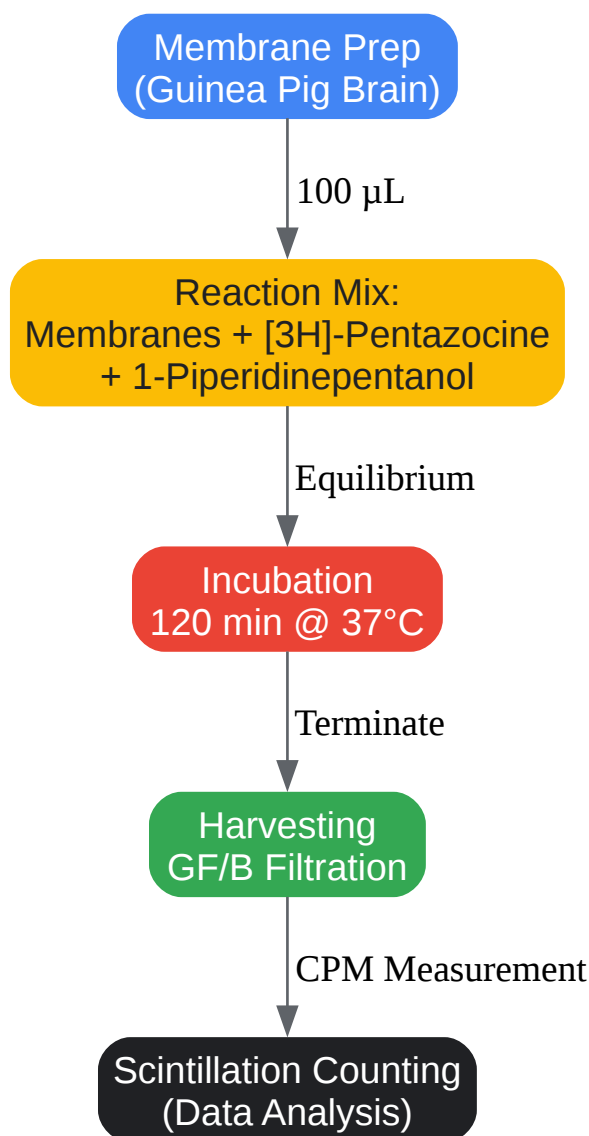 Membrane Prep
(Guinea Pig Brain)
100 µL
Reaction Mix:
Membranes + [3H]-Pentazocine
+ 1-Piperidinepentanol
Equilibrium
Incubation
120 min @ 37°C
Terminate
Harvesting
GF/B Filtration
CPM Measurement
Scintillation Counting
(Data Analysis)